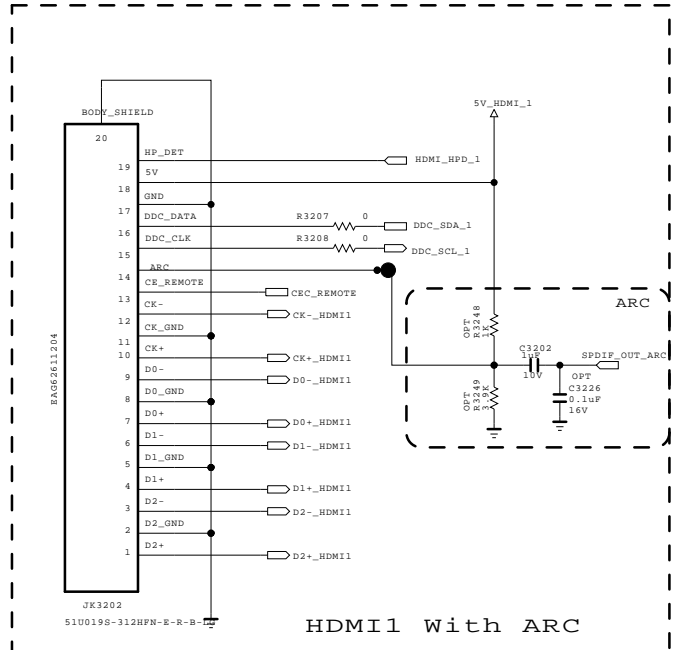 5V_HDMI_1
BODY_SHIELD
20
HP_DET
19
HDMI_HPD_1
5V
18
GND
17
DDC_DATA
R3207 0
16
DDC_SDA_1
DDC_CLK
R3208 0
15
DDC_SCL_1
ARC
14
CE_REMOTE
13
CEC_REMOTE
CK-
12
CK-_HDMI1
CK_GND
11
CK+
10
CK+_HDMI1
D0-
9
D0-_HDMI1
D0_GND
8
D0+
7
D0+_HDMI1
D1-
6
D1-_HDMI1
D1_GND
5
D1+
4
D1+_HDMI1
D2-
3
D2-_HDMI1
D2_GND
2
D2+
1
D2+_HDMI1
EAG62611204
JK3202
51U019S-312HFN-E-R-B-LG
ARC
OPT
R3248
1K
C3202
1uF
10V
SPDIF_OUT_ARC
OPT
R3249
3.9K
OPT
C3226
0.1uF
16V
HDMI1 With ARC